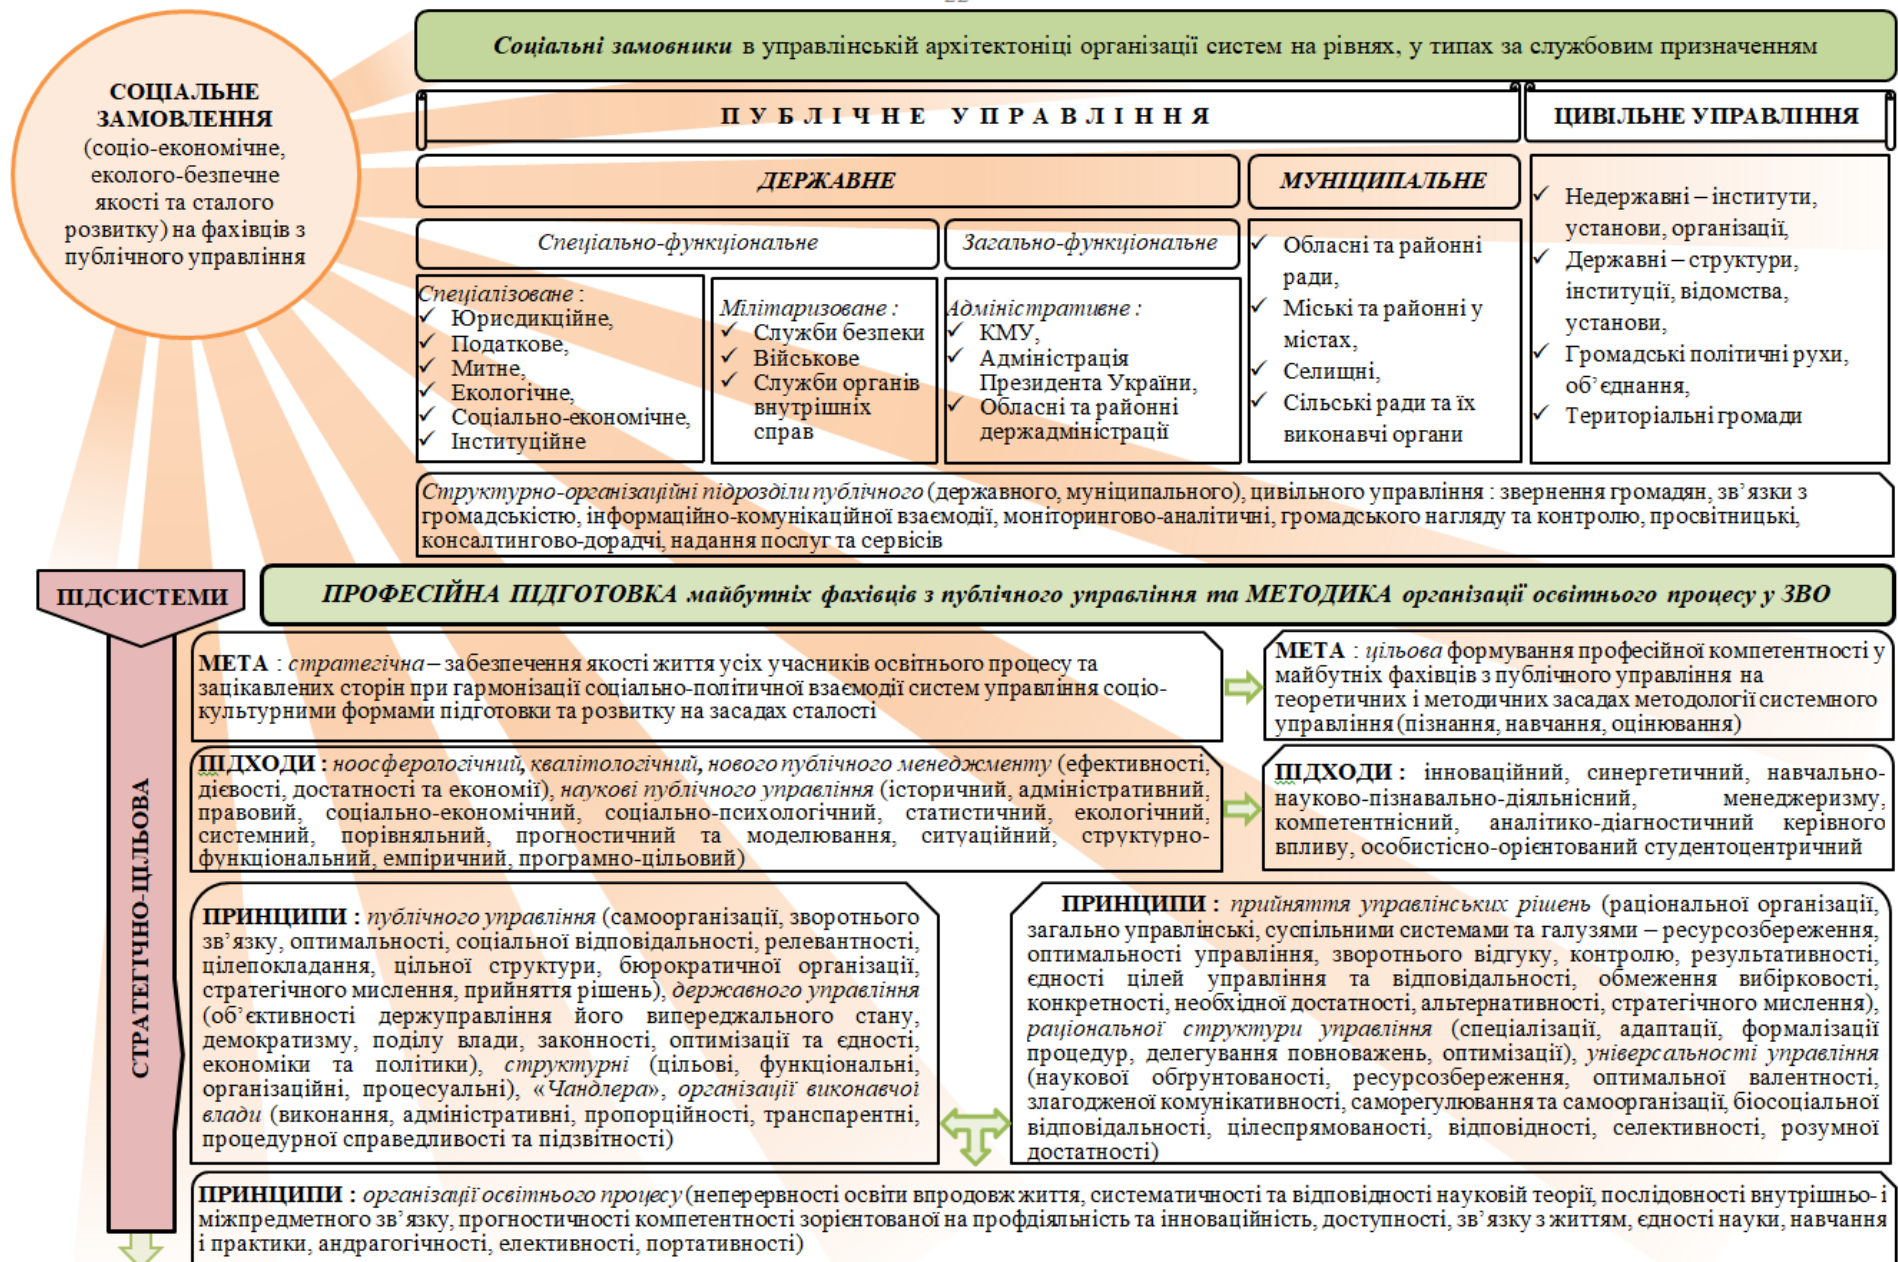 СОЦІАЛЬНЕ
ЗАМОВЛЕННЯ
(соціо-економічне,
еколого-безпечне
якості та сталого
розвитку) на фахівців з
публічного управління
Соціальні замовники в управлінській архітектоніці організації систем на рівнях, у типах за службовим призначенням
ПУБЛІЧНЕ УПРАВЛІННЯ
ЦИВІЛЬНЕ УПРАВЛІННЯ
ДЕРЖАВНЕ
МУНІЦИПАЛЬНЕ
Спеціально-функціональне
Загально-функціональне
Спеціалізоване :
✓ Юрисдикційне,
✓ Податкове,
✓ Митне,
✓ Екологічне,
✓ Соціально-економічне,
✓ Інституційне
Мілітаризоване :
✓ Служби безпеки
✓ Військове
✓ Служби органів
внутрішніх
справ
Адміністративне :
✓ КМУ,
✓ Адміністрація
Президента України,
✓ Обласні та районні
держадміністрації
✓ Обласні та районні
ради,
✓ Міські та районні у
містах,
✓ Селищні,
✓ Сільські ради та їх
виконавчі органи
✓ Недержавні – інститути,
установи, організації,
✓ Державні – структури,
інституції, відомства,
установи,
✓ Громадські політичні рухи,
об’єднання,
✓ Територіальні громади
Структурно-організаційні підрозділи публічного (державного, муніципального), цивільного управління : звернення громадян, зв’язки з
громадськістю, інформаційно-комунікаційної взаємодії, моніторингово-аналітичні, громадського нагляду та контролю, просвітницькі,
консалтингово-дорадчі, надання послуг та сервісів
ПІДСИСТЕМИ
ПРОФЕСІЙНА ПІДГОТОВКА майбутніх фахівців з публічного управління та МЕТОДИКА організації освітнього процесу у ЗВО
СТРАТЕГІЧНО-ЦІЛЬОВА
МЕТА : стратегічна – забезпечення якості життя усіх учасників освітнього процесу та
зацікавлених сторін при гармонізації соціально-політичної взаємодії систем управління соціо-
культурними формами підготовки та розвитку на засадах сталості
МЕТА : цільова формування професійної компетентності у
майбутніх фахівців з публічного управління на
теоретичних і методичних засадах методології системного
управління (пізнання, навчання, оцінювання)
ПІДХОДИ : ноосферологічний, квалітологічний, нового публічного менеджменту (ефективності,
дієвості, достатності та економії), наукові публічного управління (історичний, адміністративний,
правовий, соціально-економічний, соціально-психологічний, статистичний, екологічний,
системний, порівняльний, прогностичний та моделювання, ситуаційний, структурно-
функціональний, емпіричний, програмно-цільовий)
ПІДХОДИ : інноваційний, синергетичний, навчально-
науково-пізнавально-діяльнісний, менеджеризму,
компетентнісний, аналітико-діагностичний керівного
впливу, особистісно-орієнтований студентоцентричний
ПРИНЦИПИ : публічного управління (самоорганізації, зворотнього
зв’язку, оптимальності, соціальної відповідальності, релевантності,
цілепокладання, цільної структури, бюрократичної організації,
стратегічного мислення, прийняття рішень), державного управління
(об’єктивності держуправління його випереджального стану,
демократизму, поділу влади, законності, оптимізації та єдності,
економіки та політики), структурні (цільові, функціональні,
організаційні, процесуальні), «Чандлера», організації виконавчої
влади (виконання, адміністративні, пропорційності, транспарентні,
процедурної справедливості та підзвітності)
ПРИНЦИПИ : прийняття управлінських рішень (раціональної організації,
загально управлінські, суспільними системами та галузями – ресурсозбереження,
оптимальності управління, зворотнього відгуку, контролю, результативності,
єдності цілей управління та відповідальності, обмеження вибірковості,
конкретності, необхідної достатності, альтернативності, стратегічного мислення),
раціональної структури управління (спеціалізації, адаптації, формалізації
процедур, делегування повноважень, оптимізації), універсальності управління
(наукової обґрунтованості, ресурсозбереження, оптимальної валентності,
злагодженої комунікативності, саморегулювання та самоорганізації, біосоціальної
відповідальності, цілеспрямованості, відповідності, селективності, розумної
достатності)
ПРИНЦИПИ : організації освітнього процесу (неперервності освіти впродовж життя, систематичності та відповідності науковій теорії, послідовності внутрішньо- і
міжпредметного зв’язку, прогностичності компетентності зорієнтованої на профдіяльність та інноваційність, доступності, зв’язку з життям, єдності науки, навчання
і практики, андрагогічності, елективності, портативності)